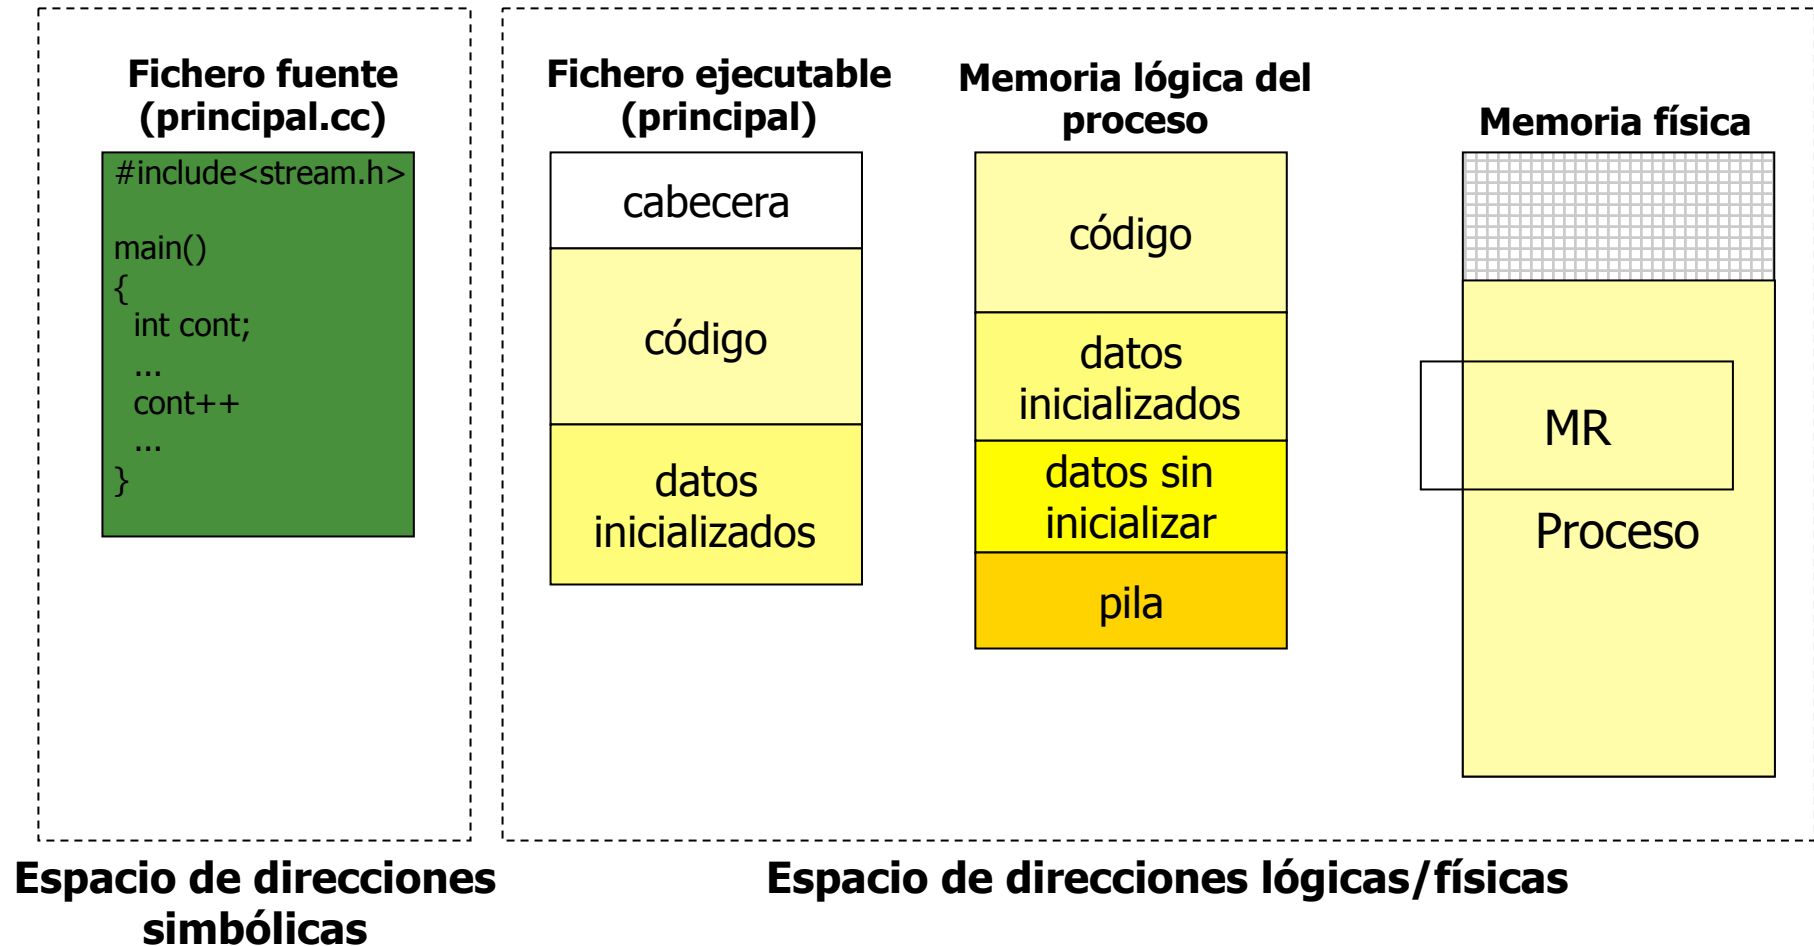 Fichero fuente
(principal.cc)
#include<stream.h>
main()
{
int cont;
...
cont++
...
}
Espacio de direcciones
simbólicas
Fichero ejecutable
(principal)
cabecera
código
datos
inicializados
Memoria lógica del
proceso
código
datos
inicializados
datos sin
inicializar
pila
Memoria física
MR
Proceso
Espacio de direcciones lógicas/físicas